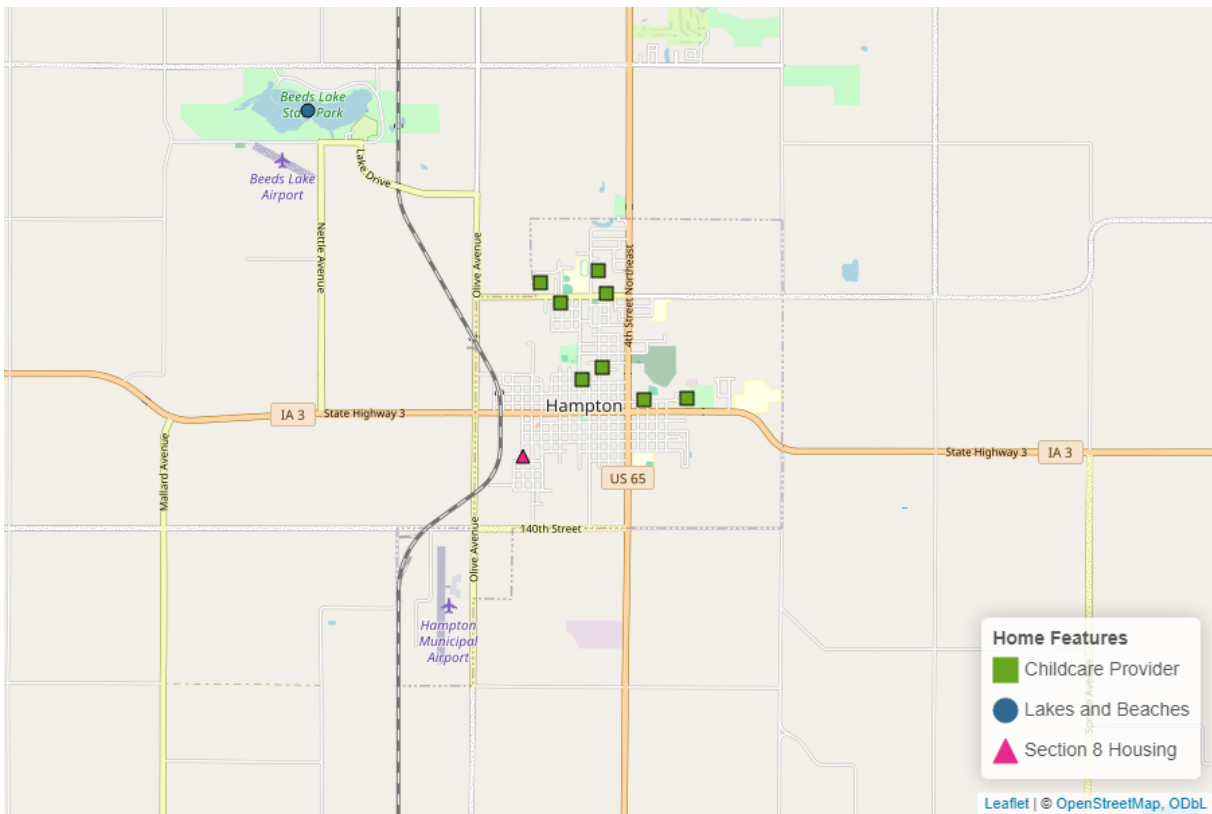 Beeds Lake
State Park
Beeds Lake
Airport
Lake Drive
Nettle Avenue
Olive Avenue
4th Street Northeast
Hampton
IA 3
State Highway 3
Mallard Avenue
State Highway 3
IA 3
US 65
140th Street
Olive Avenue
Hampton
Municipal
Airport
Home Features
Childcare Provider
Lakes and Beaches
Section 8 Housing
Leaflet | © OpenStreetMap, ODbL